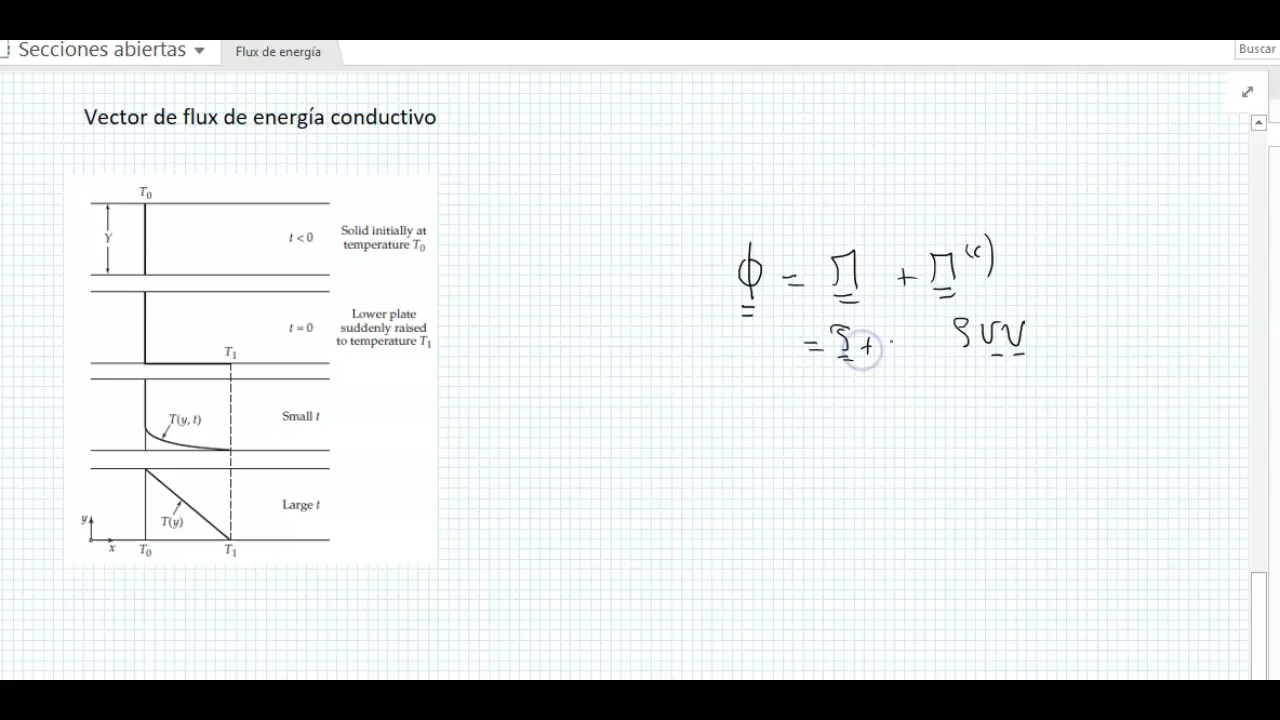 Secciones abiertas
Flux de energía
Buscar
Vector de flux de energía conductivo
T₀
Y
t < 0
Solid initially at
temperature T₀
t = 0
Lower plate
suddenly raised
to temperature T₁
T₁
T(y, t)
Small t
Large t
T(y)
y
x
T₀
T₁
ϕ = Π + Π⁽ᶜ⁾
= τ + ρ v v